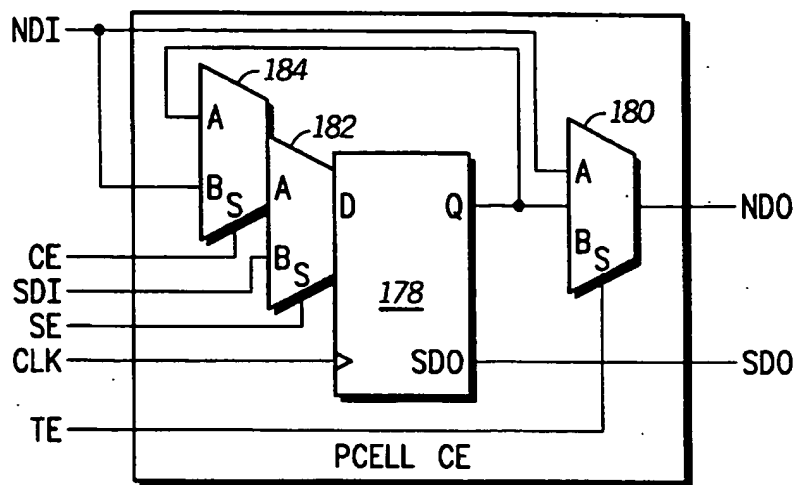 NDI
184
182
180
A
A
A
B
S
D
Q
NDO
B
S
B
S
CE
SDI
SE
178
CLK
SDO
SDO
TE
PCELL CE